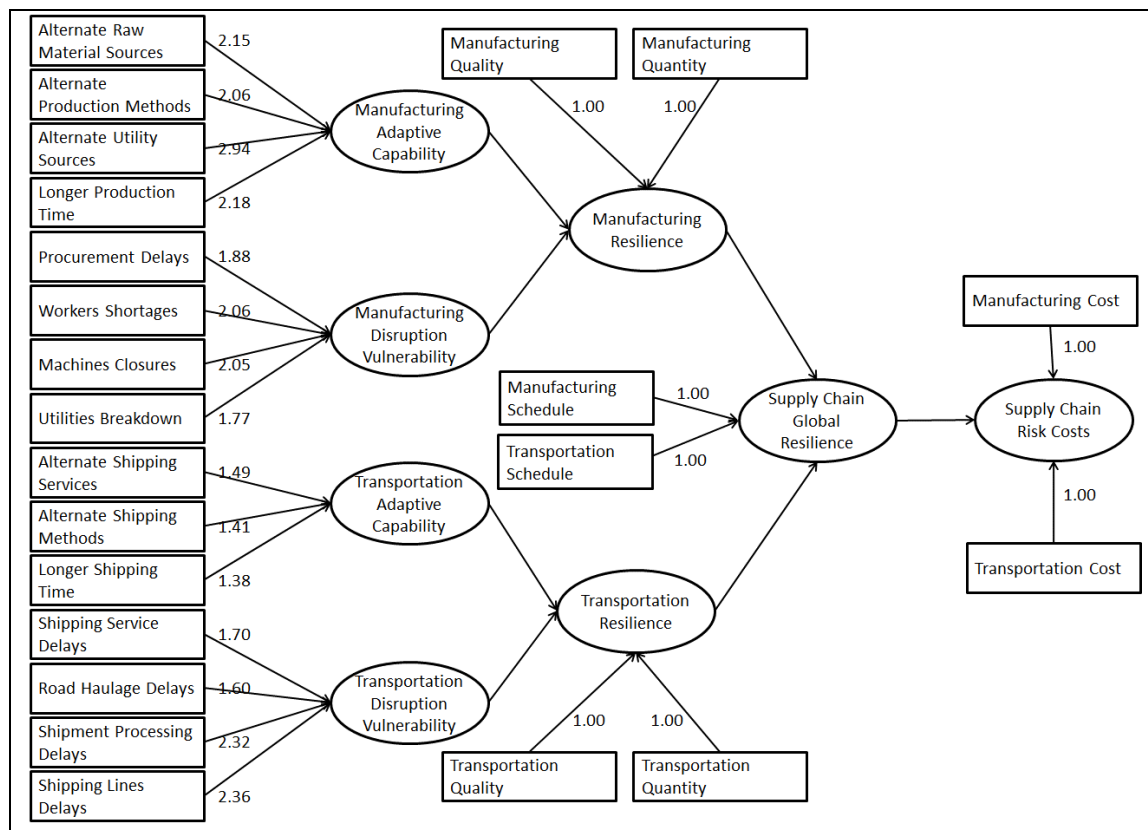 Alternate Raw
Material Sources
2.15
Alternate
Production Methods
2.06
Alternate Utility
Sources
2.94
Longer Production
Time
2.18
Procurement Delays
1.88
Workers Shortages
2.06
Machines Closures
2.05
Utilities Breakdown
1.77
Alternate Shipping
Services
1.49
Alternate Shipping
Methods
1.41
Longer Shipping
Time
1.38
Shipping Service
Delays
1.70
Road Haulage Delays
1.60
Shipment Processing
Delays
2.32
Shipping Lines
Delays
2.36
Manufacturing
Adaptive
Capability
Manufacturing
Disruption
Vulnerability
Transportation
Adaptive
Capability
Transportation
Disruption
Vulnerability
Manufacturing
Quality
1.00
Manufacturing
Quantity
1.00
Manufacturing
Resilience
Manufacturing
Schedule
1.00
Transportation
Schedule
1.00
Transportation
Resilience
1.00
Transportation
Quality
1.00
Transportation
Quantity
Supply Chain
Global
Resilience
Manufacturing Cost
1.00
Supply Chain
Risk Costs
1.00
Transportation Cost